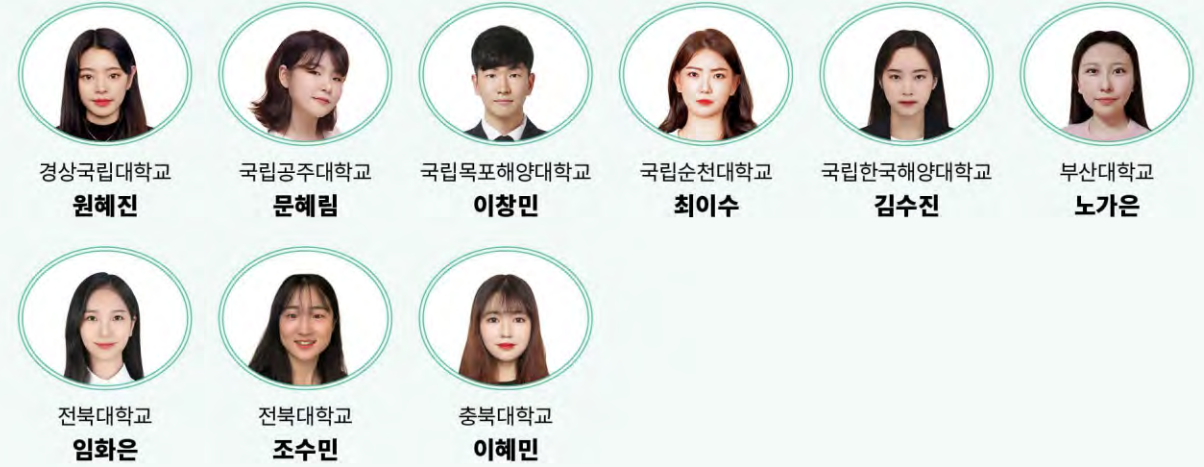 경상국립대학교
원혜진
국립공주대학교
문혜림
국립목포해양대학교
이창민
국립순천대학교
최이수
국립한국해양대학교
김수진
부산대학교
노가은
전북대학교
임화은
전북대학교
조수민
충북대학교
이혜민